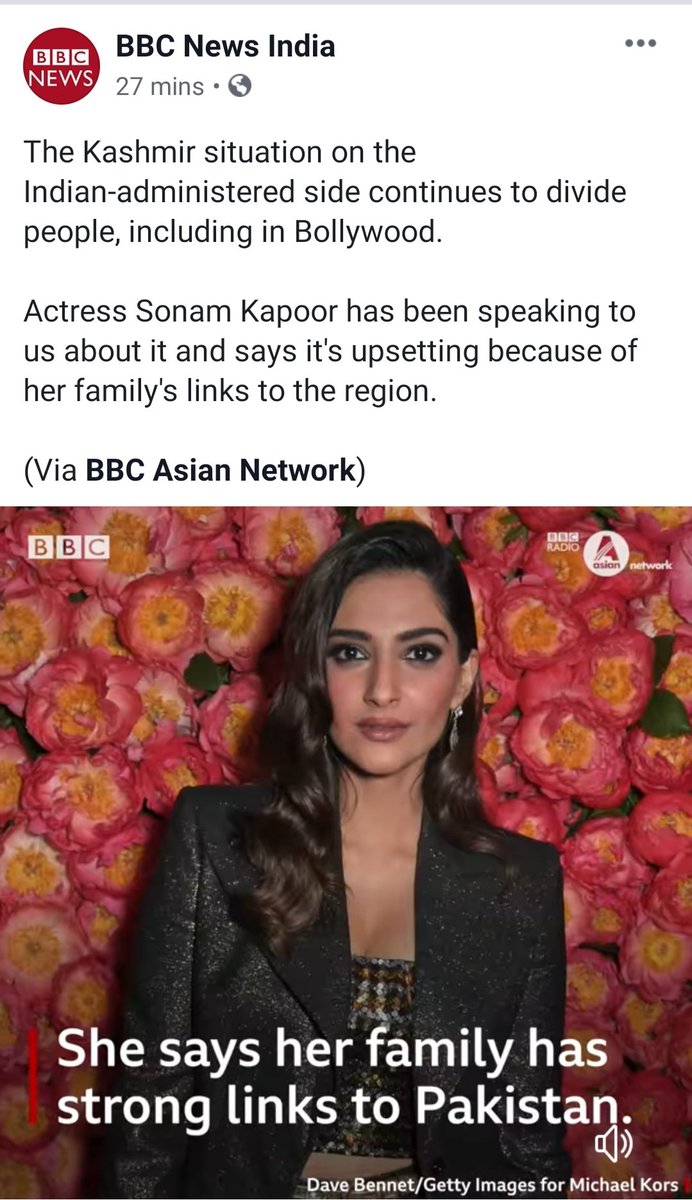 BBC
NEWS
BBC News India
27 mins •
The Kashmir situation on the
Indian-administered side continues to divide
people, including in Bollywood.
Actress Sonam Kapoor has been speaking to
us about it and says it's upsetting because of
her family's links to the region.
(Via BBC Asian Network)
BBC
BBC
RADIO
A
asian network
She says her family has
strong links to Pakistan.
Dave Bennet/Getty Images for Michael Kors